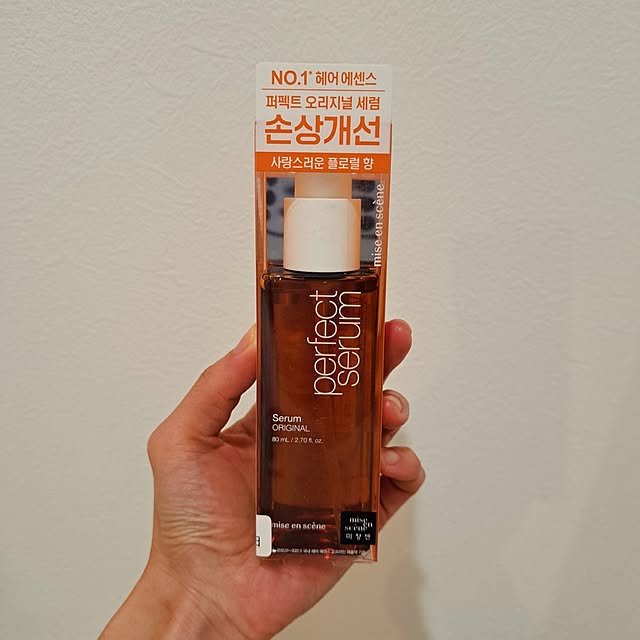 NO.1* 헤어 에센스
퍼펙트 오리지널 세럼
손상개선
사랑스러운 플로럴 향
mise en scène
perfect
serum
Serum
ORIGINAL
80 mL / 2.70 fl. oz.
mise en scène
mise
en
scène
미쟝센